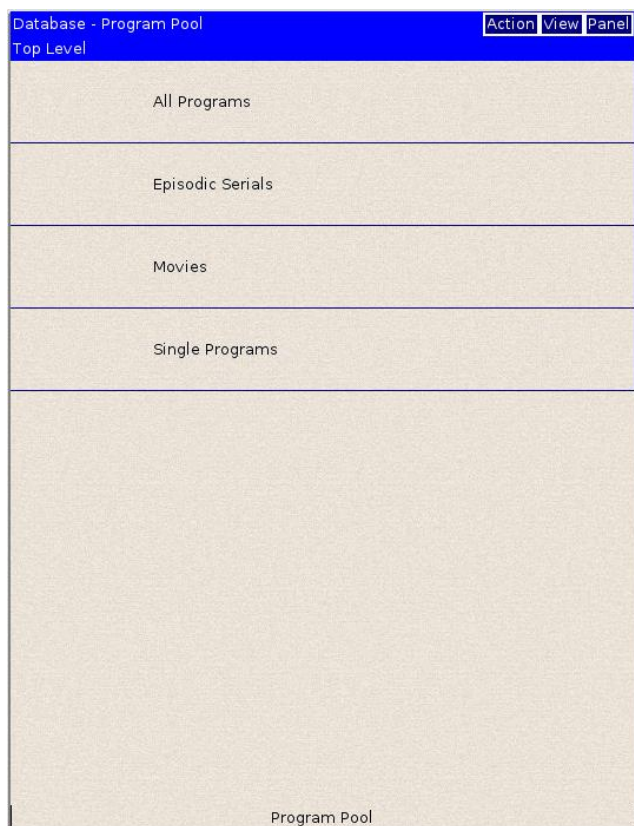 Database - Program Pool Action View Panel
Top Level
All Programs
Episodic Serials
Movies
Single Programs
Program Pool